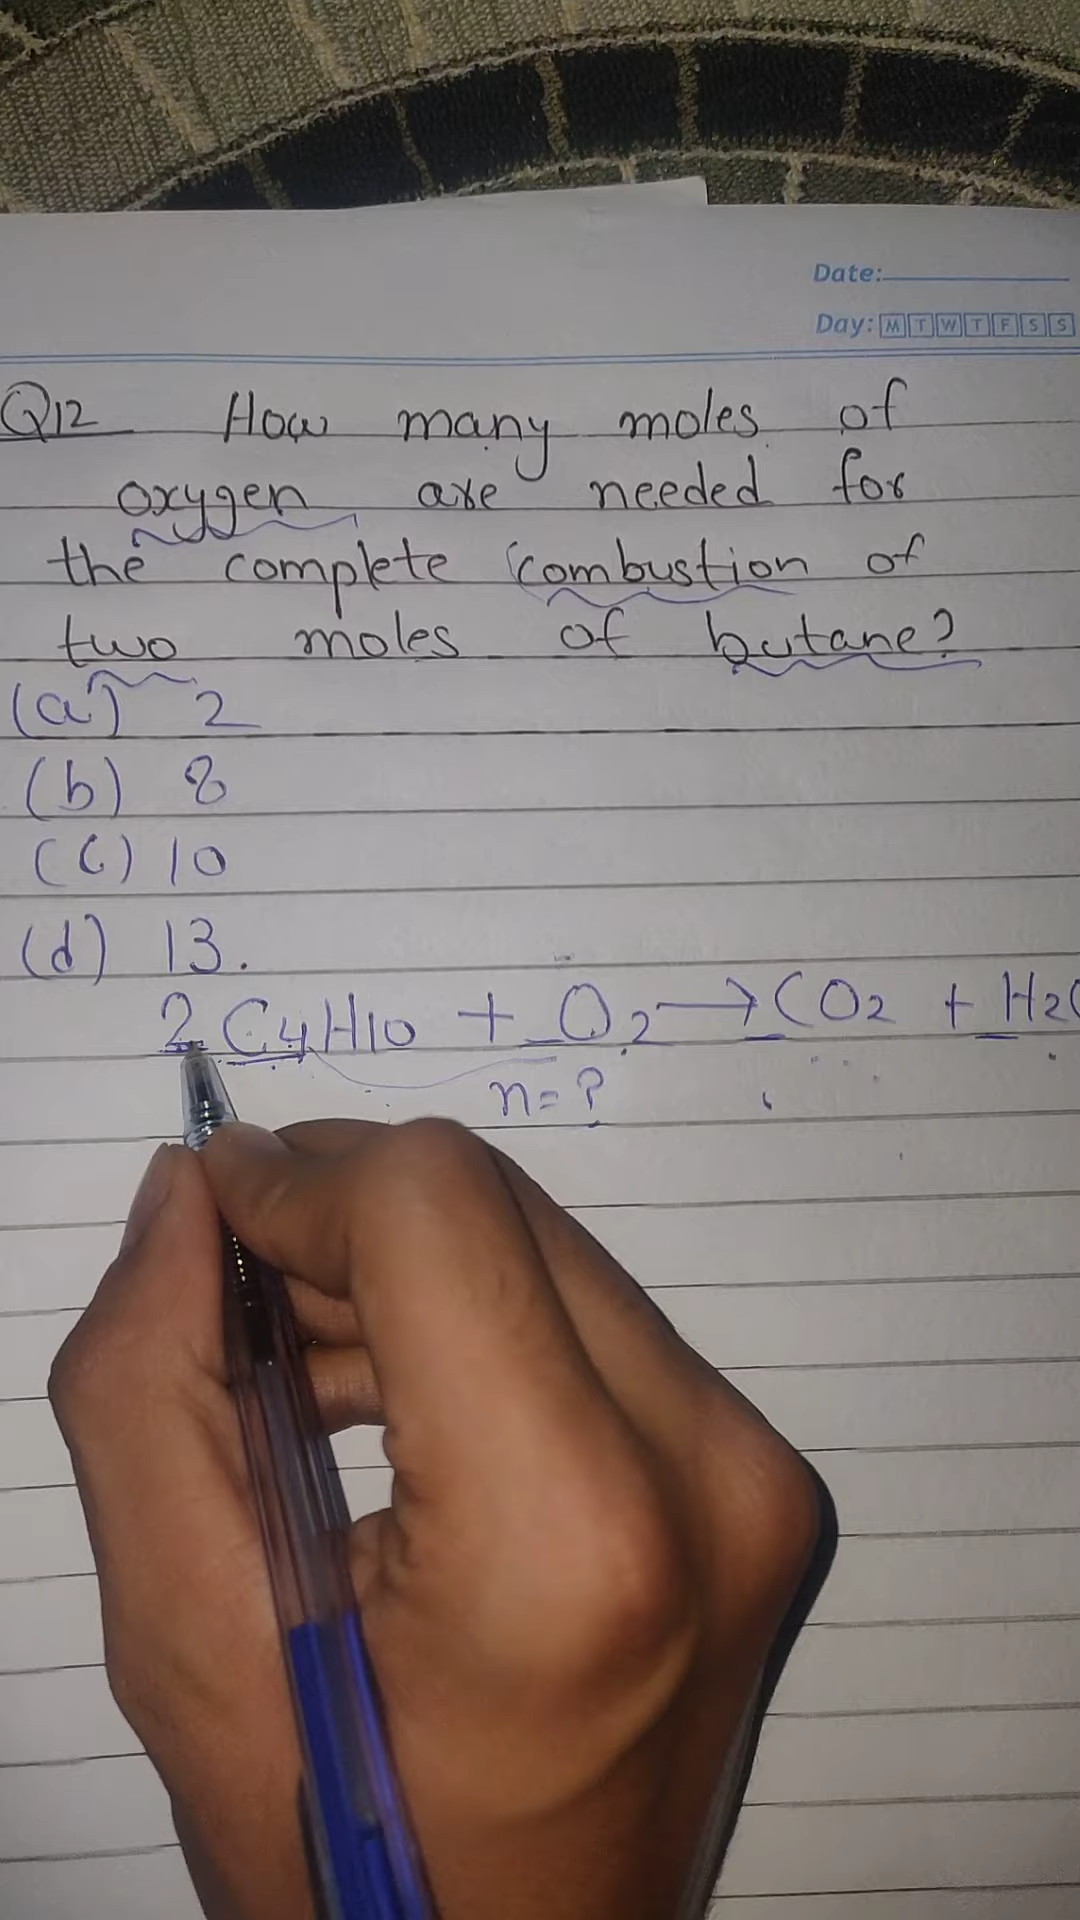 Date:
Day: M T W T F S S
Q12 How many moles of
oxygen are needed for
the complete combustion of
two moles of butane?
(a) 2
(b) 8
(c) 10
(d) 13.
2 C4H10 + _ O2 → _ CO2 + _ H2O
n = ?